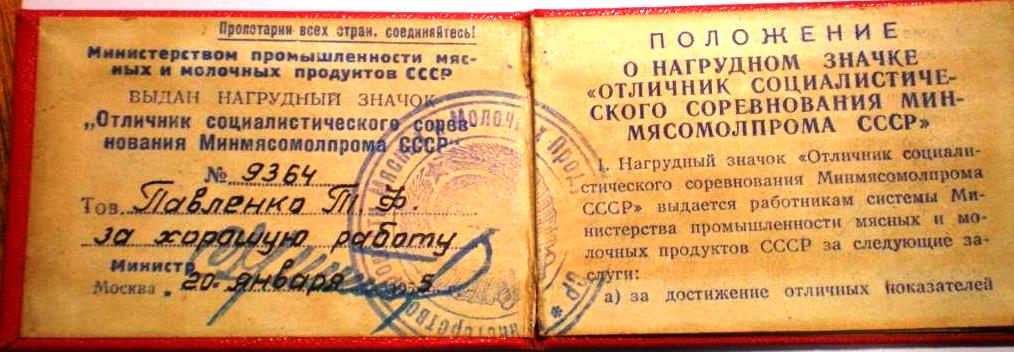 Пролетарии всех стран, соединяйтесь!
Министерством промышленности мяс-
ных и молочных продуктов СССР
ВЫДАН НАГРУДНЫЙ ЗНАЧОК
„Отличник социалистического сорев-
нования Минмясомолпрома СССР"
№ 9364
Тов. Павленко Т. Ф.
за хорошую работу
Министр
Москва. 20 января 1955
ПОЛОЖЕНИЕ
О НАГРУДНОМ ЗНАЧКЕ
«ОТЛИЧНИК СОЦИАЛИСТИЧЕ-
СКОГО СОРЕВНОВАНИЯ МИН-
МЯСОМОЛПРОМА СССР»
1. Нагрудный значок «Отличник социали-
стического соревнования Минмясомолпрома
СССР» выдается работникам системы Ми-
нистерства промышленности мясных и мо-
лочных продуктов СССР за следующие за-
слуги:
а) за достижение отличных показателей